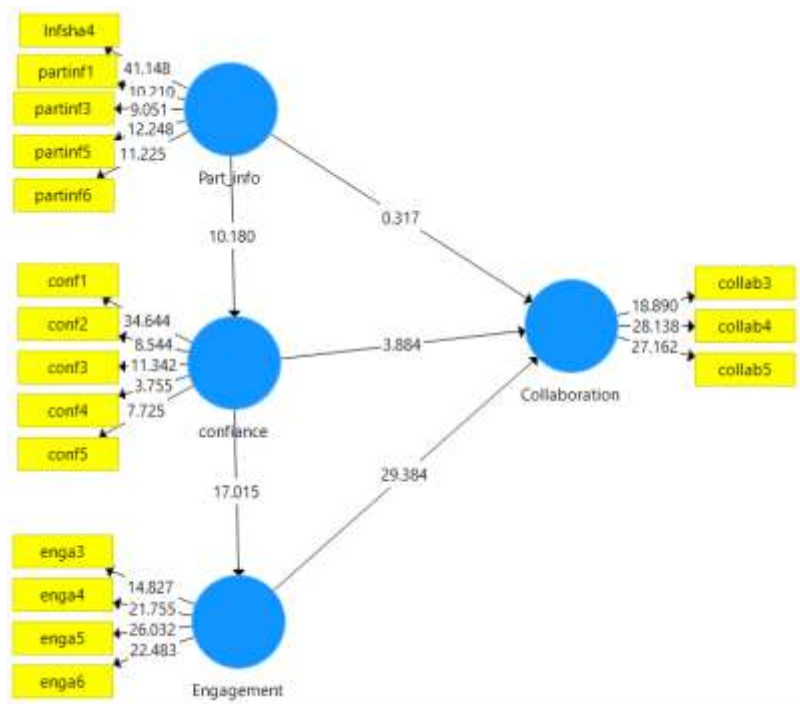 Infsha4
partinf1
partinf3
partinf5
partinf6
41.148
10.210
9.051
12.248
11.225
Part_info
0.317
10.180
conf1
conf2
conf3
conf4
conf5
34.644
8.544
11.342
3.755
7.725
confiance
3.884
collab3
collab4
collab5
18.890
28.138
27.162
Collaboration
17.015
29.384
enga3
enga4
enga5
enga6
14.827
21.755
26.032
22.483
Engagement